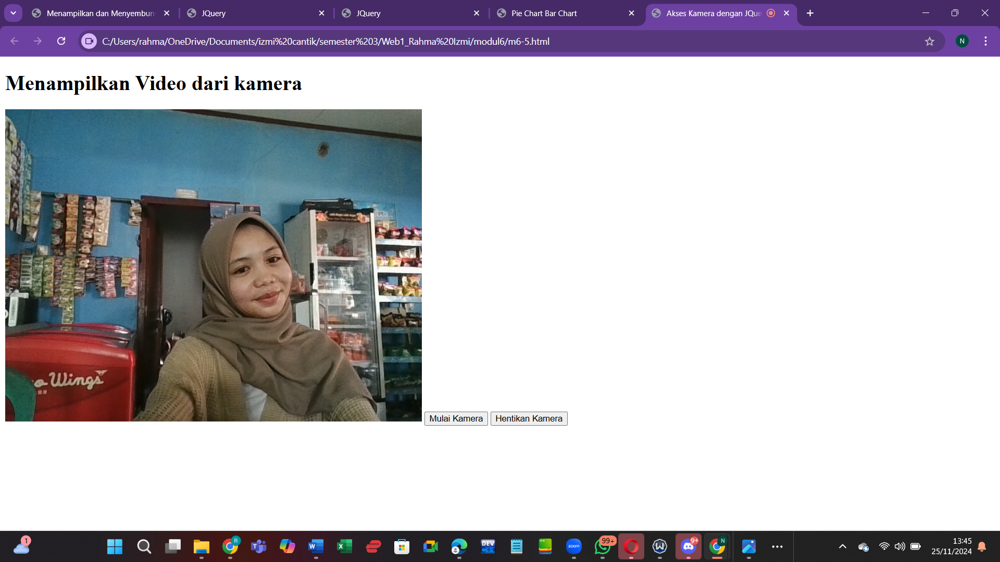 Menampilkan dan Menyembun
JQuery
JQuery
Pie Chart Bar Chart
Akses Kamera dengan JQue
C:/Users/rahma/OneDrive/Documents/izmi%20cantik/semester%203/Web1_Rahma%20Izmi/modul6/m6-5.html
N
Menampilkan Video dari kamera
Wings
Mulai Kamera
Hentikan Kamera
1
R
T
W
X
DEV
zoom
99+
W
9+
N
13:45
25/11/2024